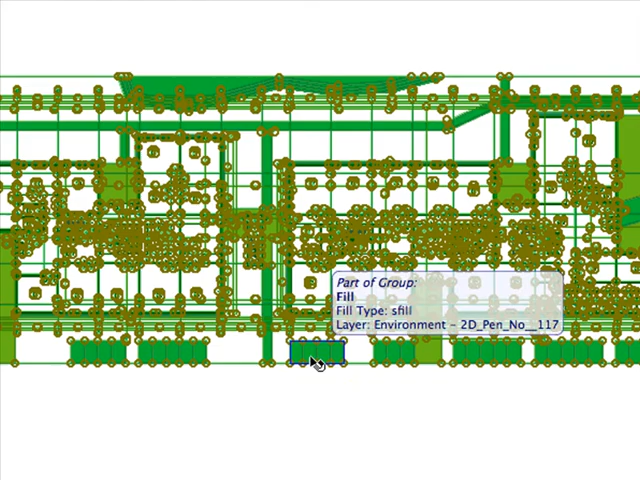 Part of Group:
Fill
Fill Type: sfill
Layer: Environment - 2D_Pen_No__117